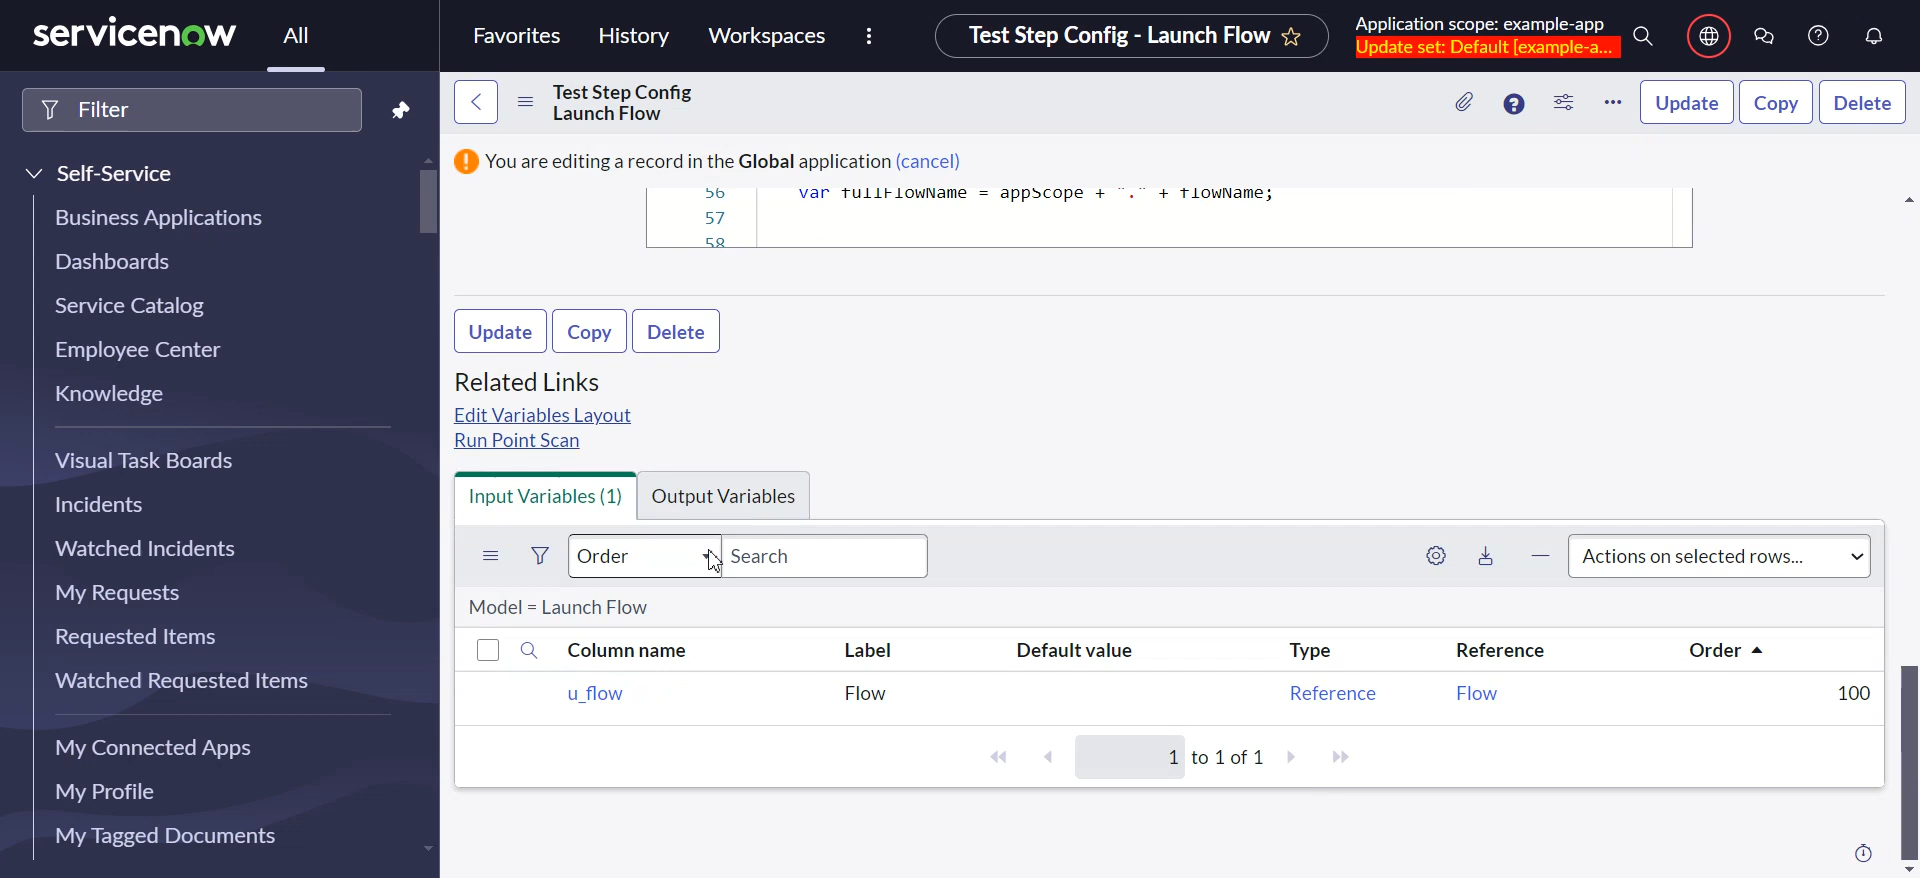 servicenow
All
Favorites
History
Workspaces
Test Step Config - Launch Flow
Application scope: example-app
Update set: Default [example-a...
Filter
Test Step Config
Launch Flow
Update
Copy
Delete
You are editing a record in the Global application (cancel)
Self-Service
Business Applications
Dashboards
Service Catalog
Employee Center
Knowledge
Visual Task Boards
Incidents
Watched Incidents
My Requests
Requested Items
Watched Requested Items
My Connected Apps
My Profile
My Tagged Documents
56 var fullFlowName = appScope + "." + flowName;
57
58
Update
Copy
Delete
Related Links
Edit Variables Layout
Run Point Scan
Input Variables (1)
Output Variables
Order
Search
Actions on selected rows...
Model = Launch Flow
Column name Label Default value Type Reference Order
u_flow Flow Reference Flow 100
1 to 1 of 1